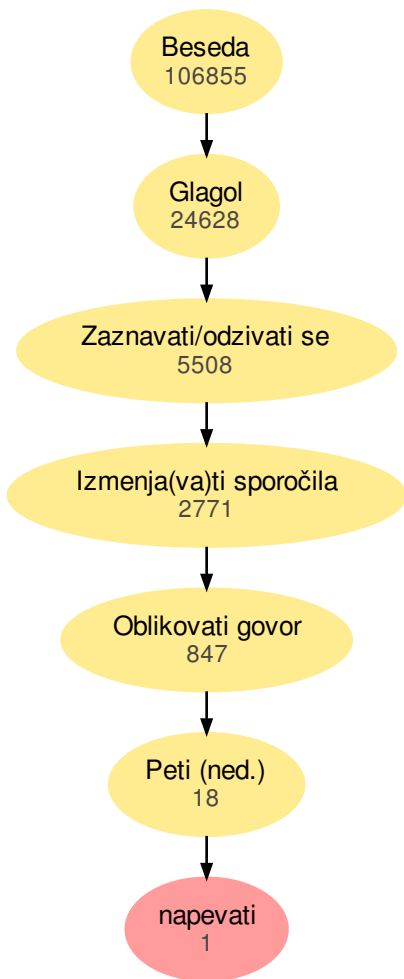 Beseda
106855
Glagol
24628
Zaznavati/odzivati se
5508
Izmenja(va)ti sporočila
2771
Oblikovati govor
847
Peti (ned.)
18
napevati
1